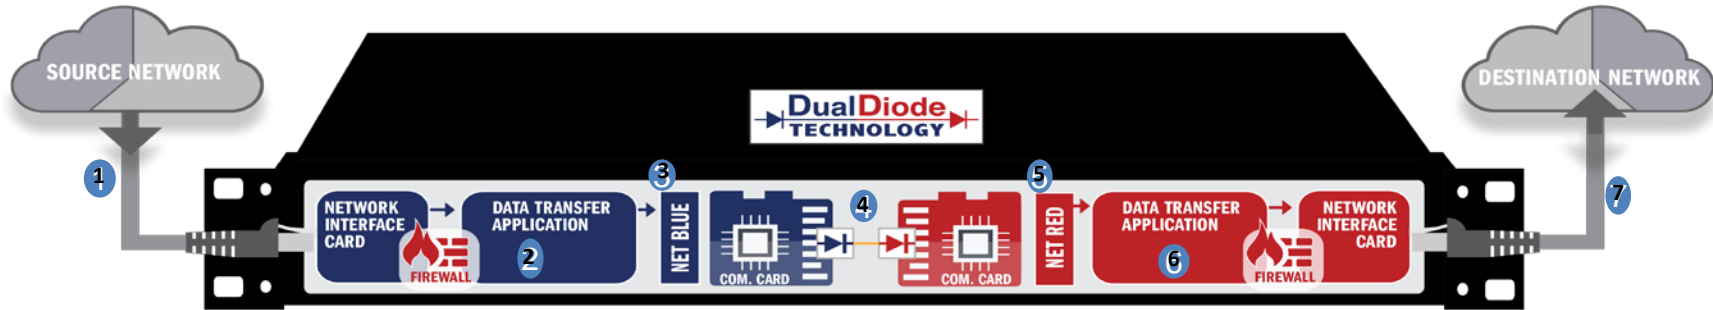 SOURCE NETWORK
DESTINATION NETWORK
DualDiode
TECHNOLOGY
1
2
3
4
5
6
7
NETWORK
INTERFACE
CARD
FIREWALL
DATA TRANSFER
APPLICATION
NET BLUE
COM. CARD
COM. CARD
NET RED
DATA TRANSFER
APPLICATION
FIREWALL
NETWORK
INTERFACE
CARD